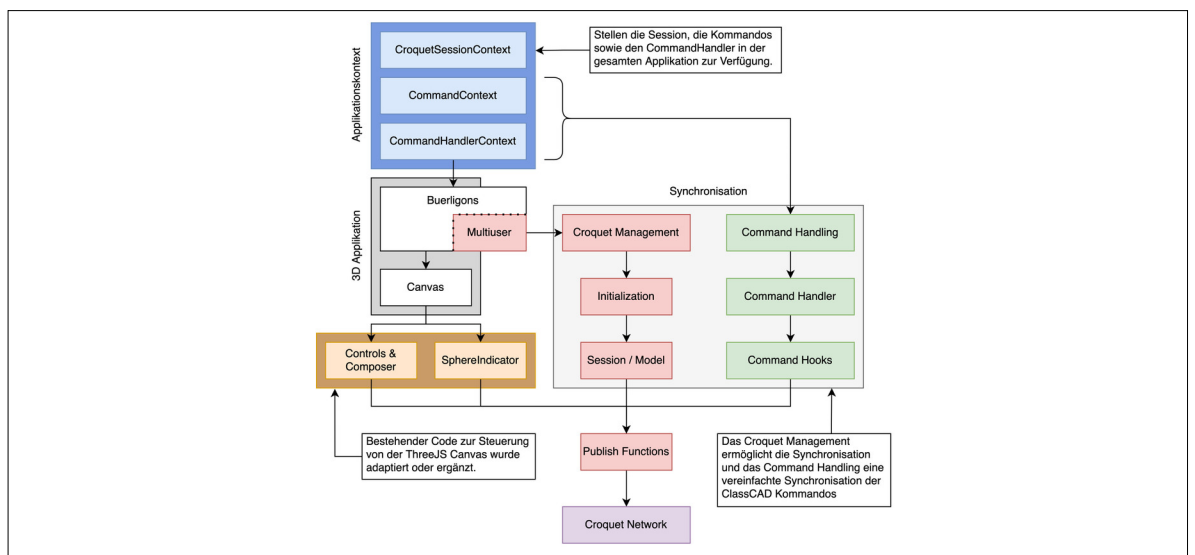 Applikationskontext
CroquetSessionContext
CommandContext
CommandHandlerContext
Stellen die Session, die Kommandos
sowie den CommandHandler in der
gesamten Applikation zur Verfügung.
3D Applikation
Buerligons
Multiuser
Canvas
Synchronisation
Croquet Management
Command Handling
Initialization
Command Handler
Session / Model
Command Hooks
Controls &
Composer
SphereIndicator
Bestehender Code zur Steuerung
von der ThreeJS Canvas wurde
adaptiert oder ergänzt.
Publish Functions
Das Croquet Management
ermöglicht die Synchronisation
und das Command Handling eine
vereinfachte Synchronisation der
ClassCAD Kommandos
Croquet Network